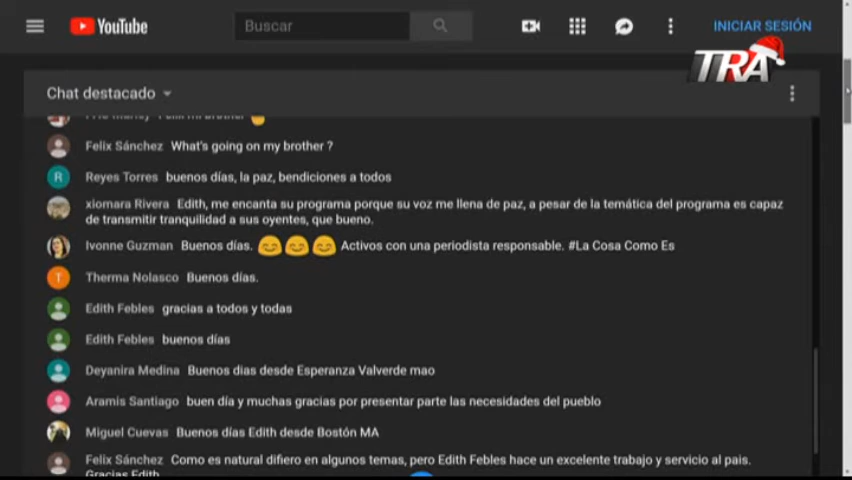 YouTube
Buscar
INICIAR SESIÓN
TRA
Chat destacado
Felix Sánchez What's going on my brother ?
R Reyes Torres buenos días, la paz, bendiciones a todos
xiomara Rivera Edith, me encanta su programa porque su voz me llena de paz, a pesar de la temática del programa es capaz
de transmitir tranquilidad a sus oyentes, que bueno.
Ivonne Guzman Buenos días. 😊😊😊 Activos con una periodista responsable. #La Cosa Como Es
T Therma Nolasco Buenos días.
Edith Febles gracias a todos y todas
Edith Febles buenos días
Deyanira Medina Buenos dias desde Esperanza Valverde mao
Aramis Santiago buen día y muchas gracias por presentar parte las necesidades del pueblo
Miguel Cuevas Buenos días Edith desde Bostón MA
Felix Sánchez Como es natural difiero en algunos temas, pero Edith Febles hace un excelente trabajo y servicio al pais.
Gracias Edith